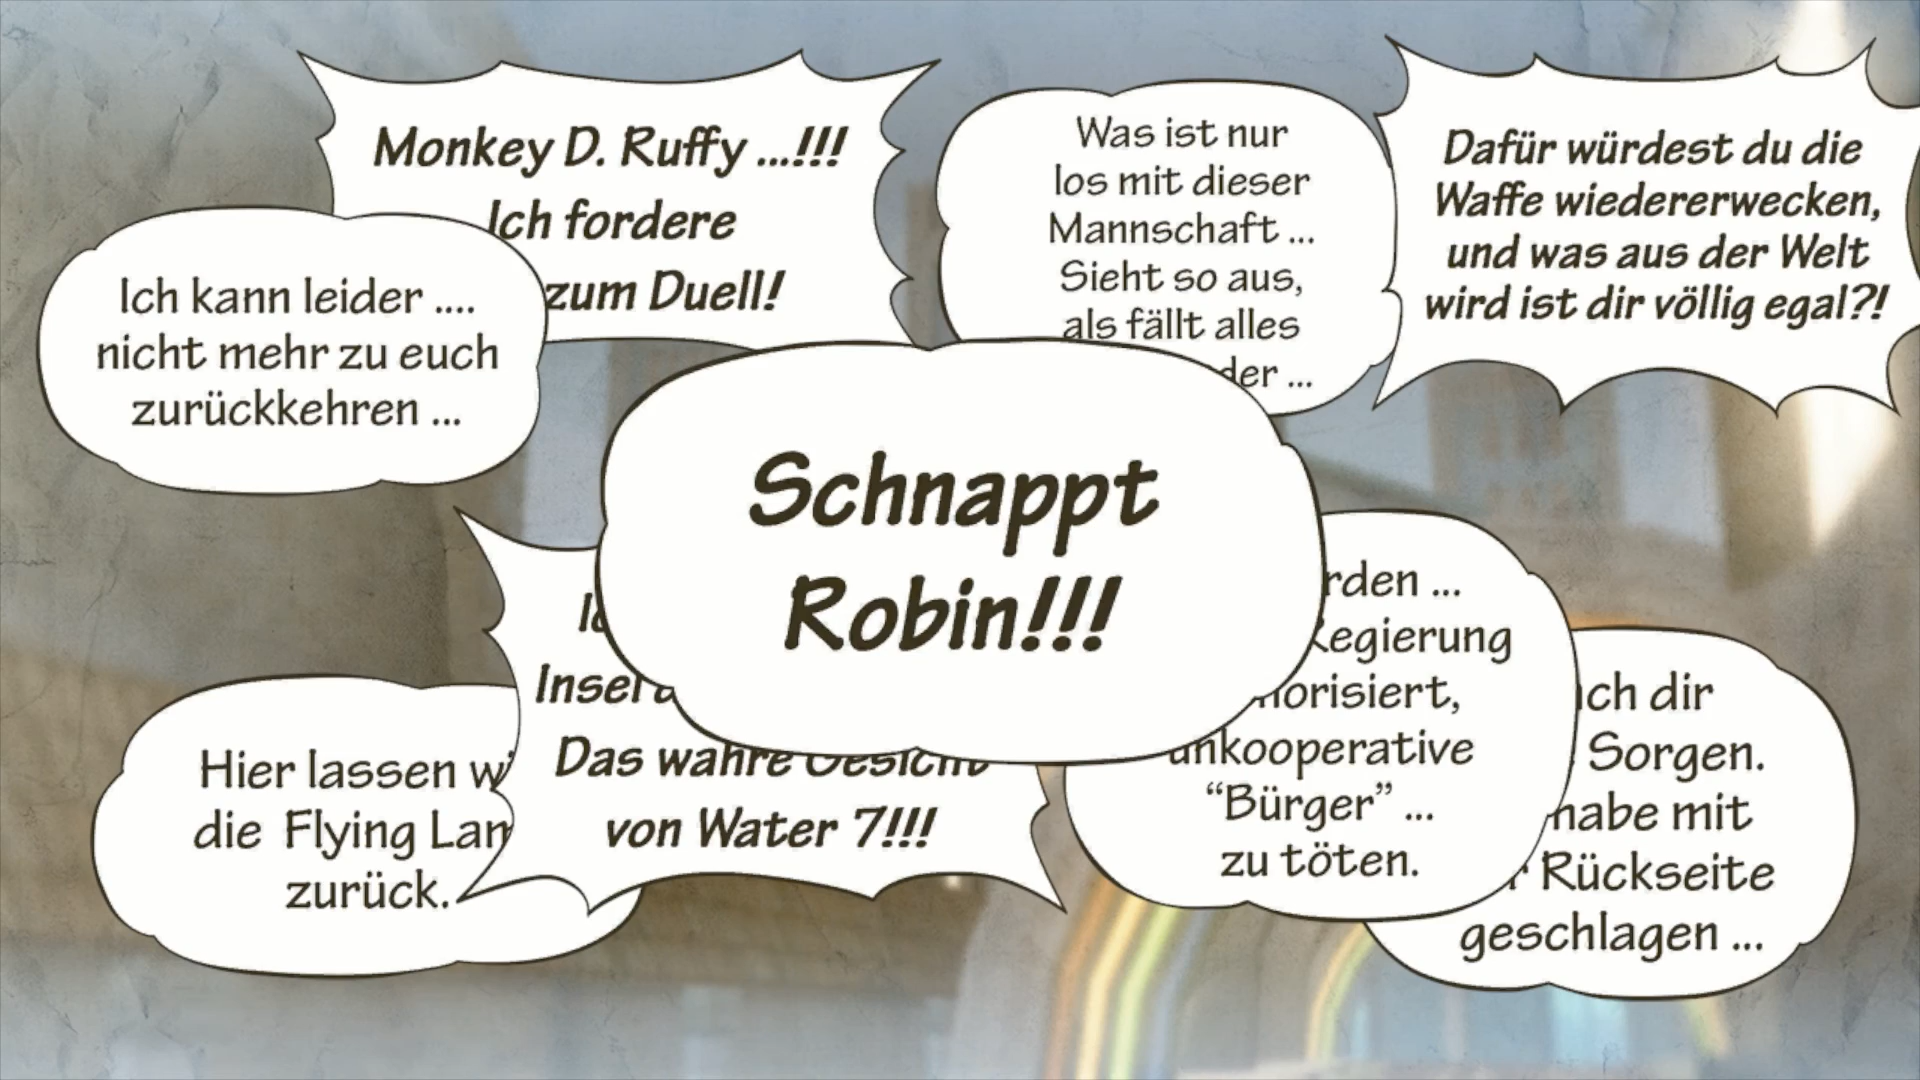 Monkey D. Ruffy ...!!!
Ich fordere
zum Duell!
Was ist nur
los mit dieser
Mannschaft ...
Sieht so aus,
als fällt alles
...
Dafür würdest du die
Waffe wiedererwecken,
und was aus der Welt
wird ist dir völlig egal?!
Ich kann leider ....
nicht mehr zu euch
zurückkehren ...
Schnappt
Robin!!!
Hier lassen
die Flying
zurück.
Insel
Das wahre Gesicht
von Water 7!!!
...
Regierung
unkooperative
“Bürger” ...
zu töten.
dir
Sorgen.
habe mit
Rückseite
geschlagen ...